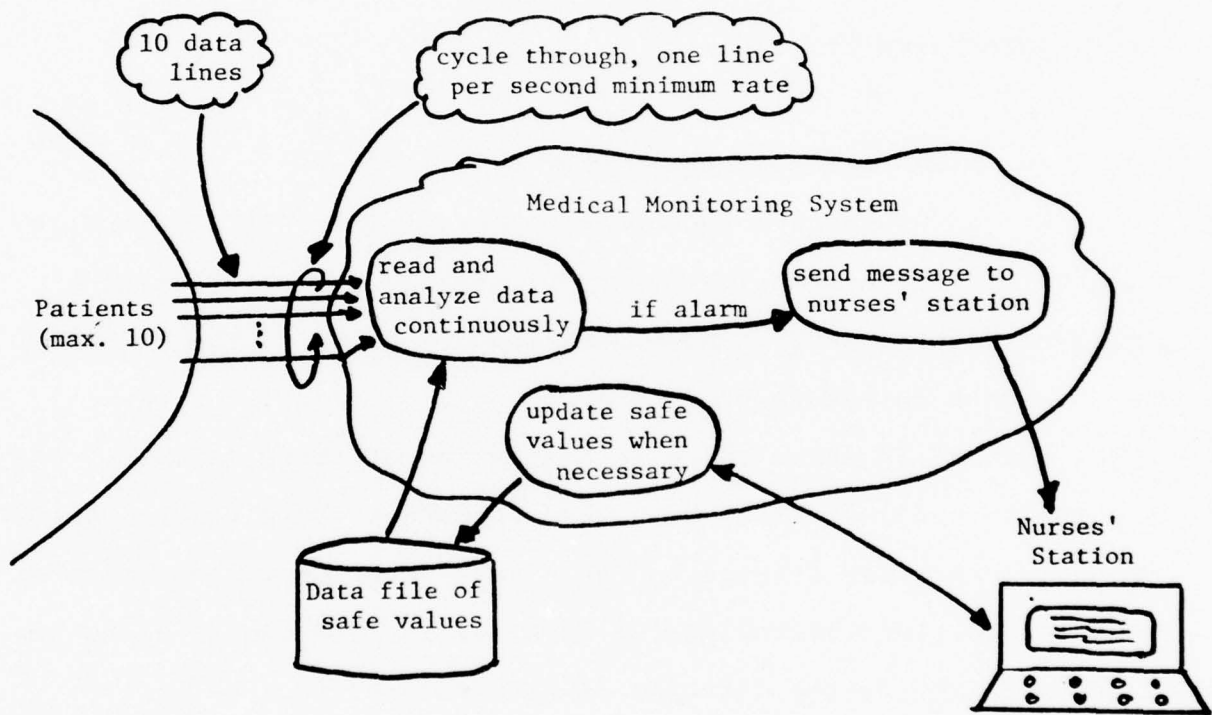 10 data
lines
cycle through, one line
per second minimum rate
Medical Monitoring System
Patients
(max. 10)
read and
analyze data
continuously
if alarm
send message to
nurses' station
update safe
values when
necessary
Data file of
safe values
Nurses'
Station